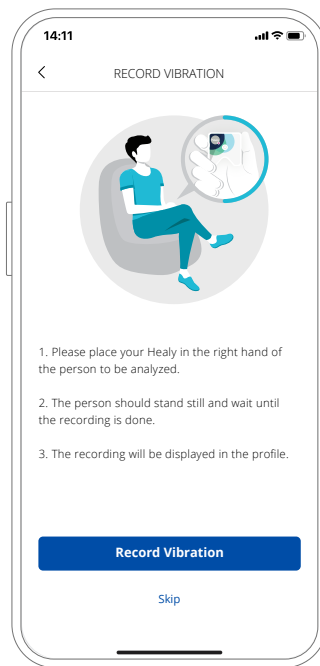 14:11
RECORD VIBRATION
1. Please place your Healy in the right hand of
the person to be analyzed.
2. The person should stand still and wait until
the recording is done.
3. The recording will be displayed in the profile.
Record Vibration
Skip